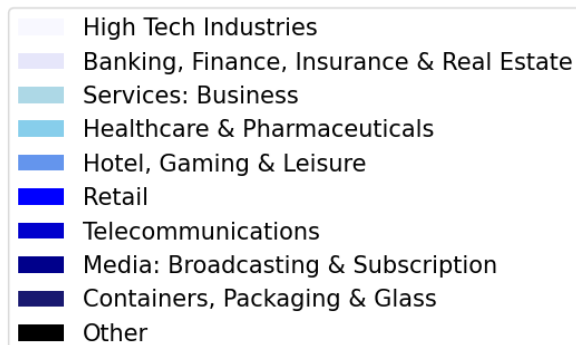 High Tech Industries
Banking, Finance, Insurance & Real Estate
Services: Business
Healthcare & Pharmaceuticals
Hotel, Gaming & Leisure
Retail
Telecommunications
Media: Broadcasting & Subscription
Containers, Packaging & Glass
Other